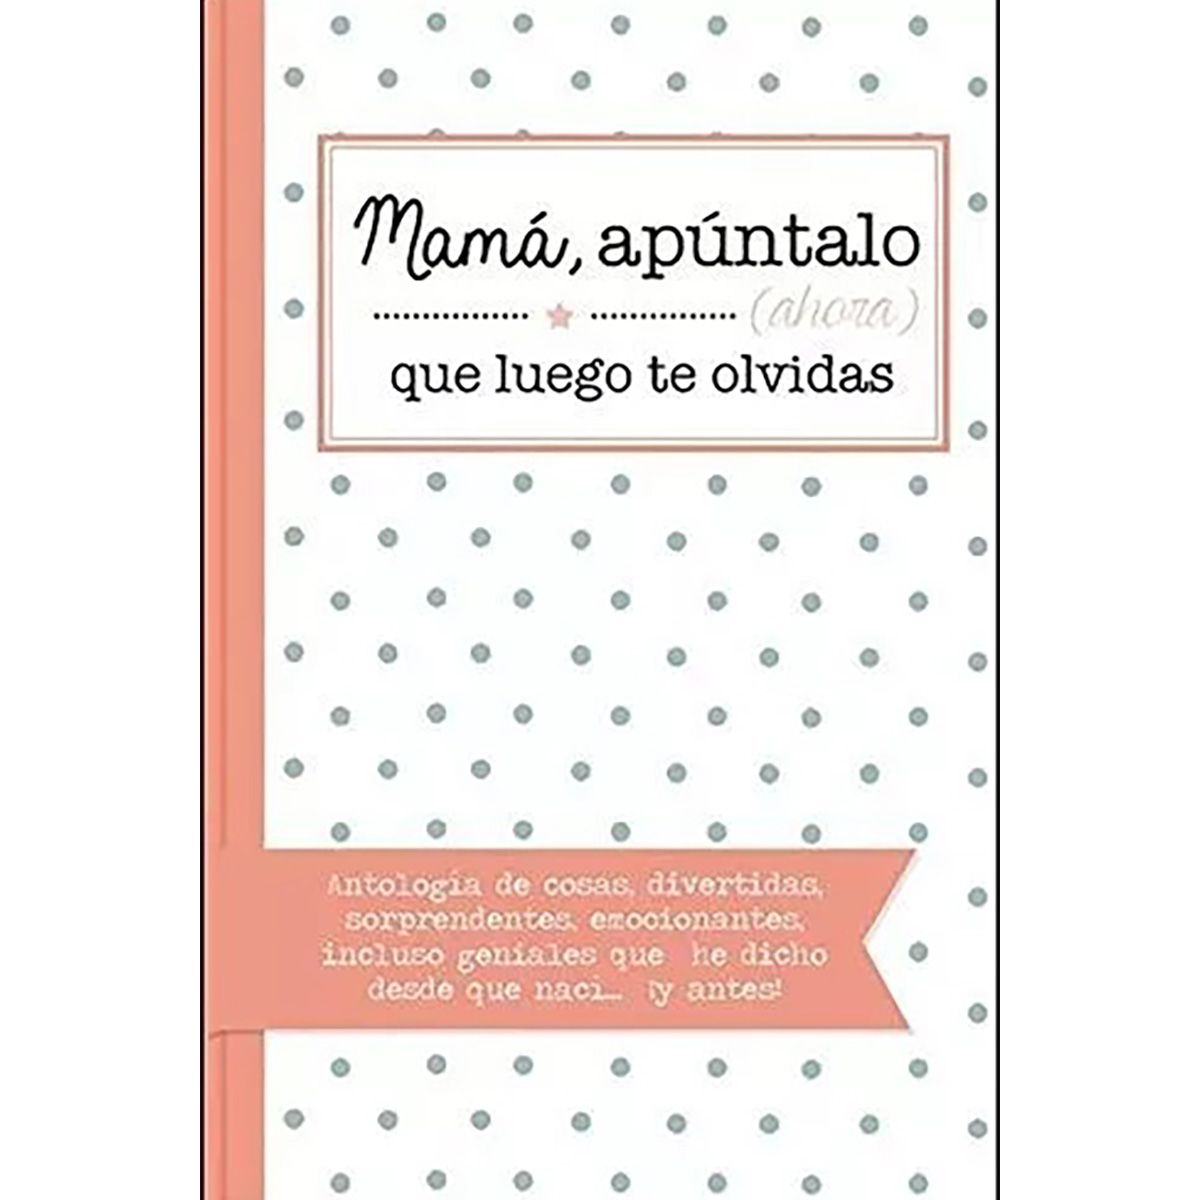 Mamá, apúntalo
(ahora)
que luego te olvidas
Antología de cosas, divertidas,
sorprendentes, emocionantes,
incluso geniales que he dicho
desde que naci... ¡y antes!